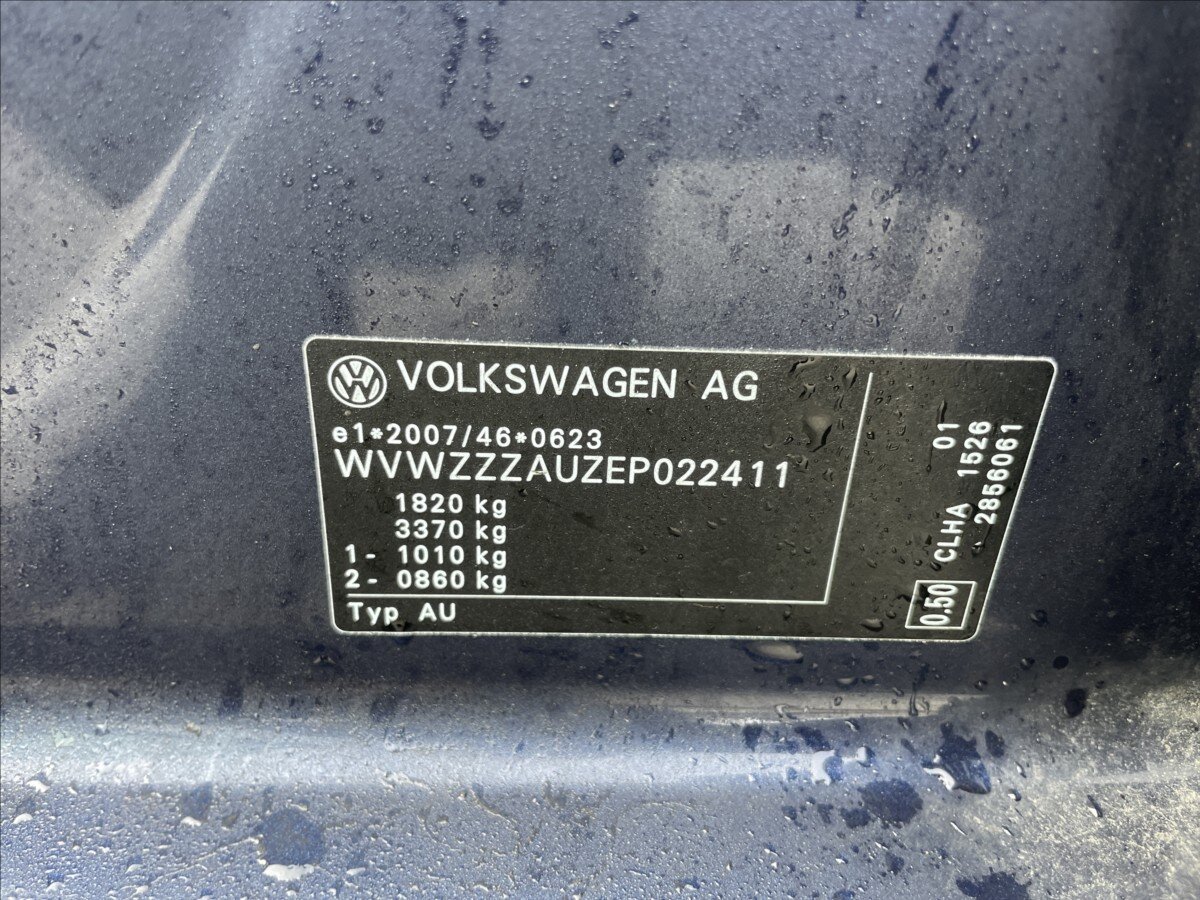 VOLKSWAGEN AG
e1*2007/46*0623
WVWZZZAUZEP022411
1820 kg
3370 kg
1- 1010 kg
2- 0860 kg
Typ AU
01
CLHA 1526
2856061
0.50